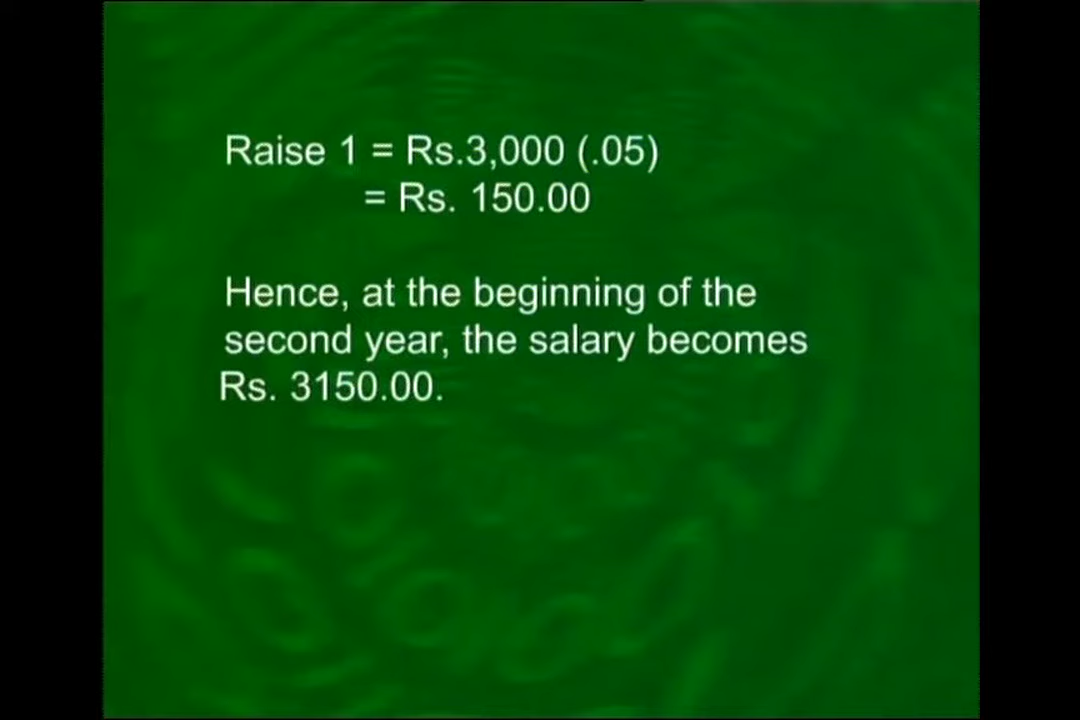 Raise 1 = Rs.3,000 (.05)
= Rs. 150.00
Hence, at the beginning of the
second year, the salary becomes
Rs. 3150.00.